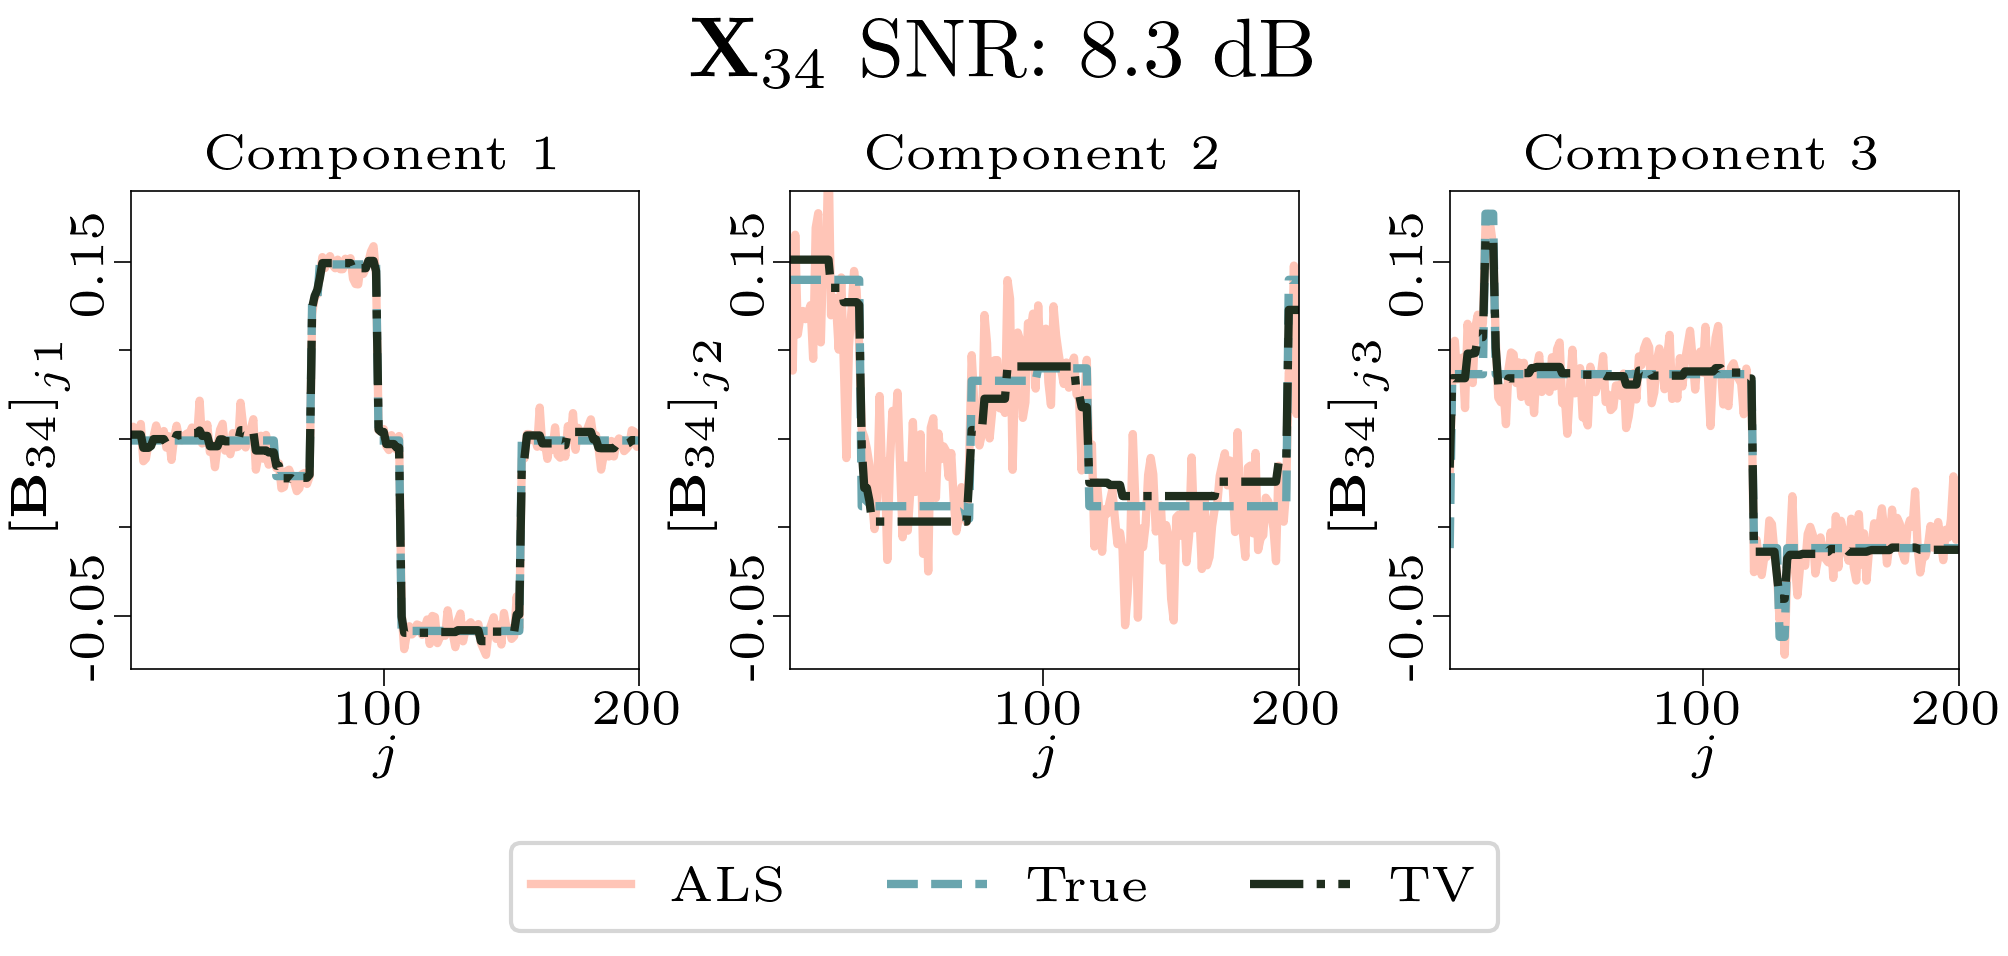 X₃₄ SNR: 8.3 dB
Component 1
Component 2
Component 3
[B₃₄]ⱼ₁
0.15
-0.05
100
200
j
[B₃₄]ⱼ₂
0.15
-0.05
100
200
j
[B₃₄]ⱼ₃
0.15
-0.05
100
200
j
ALS
True
TV